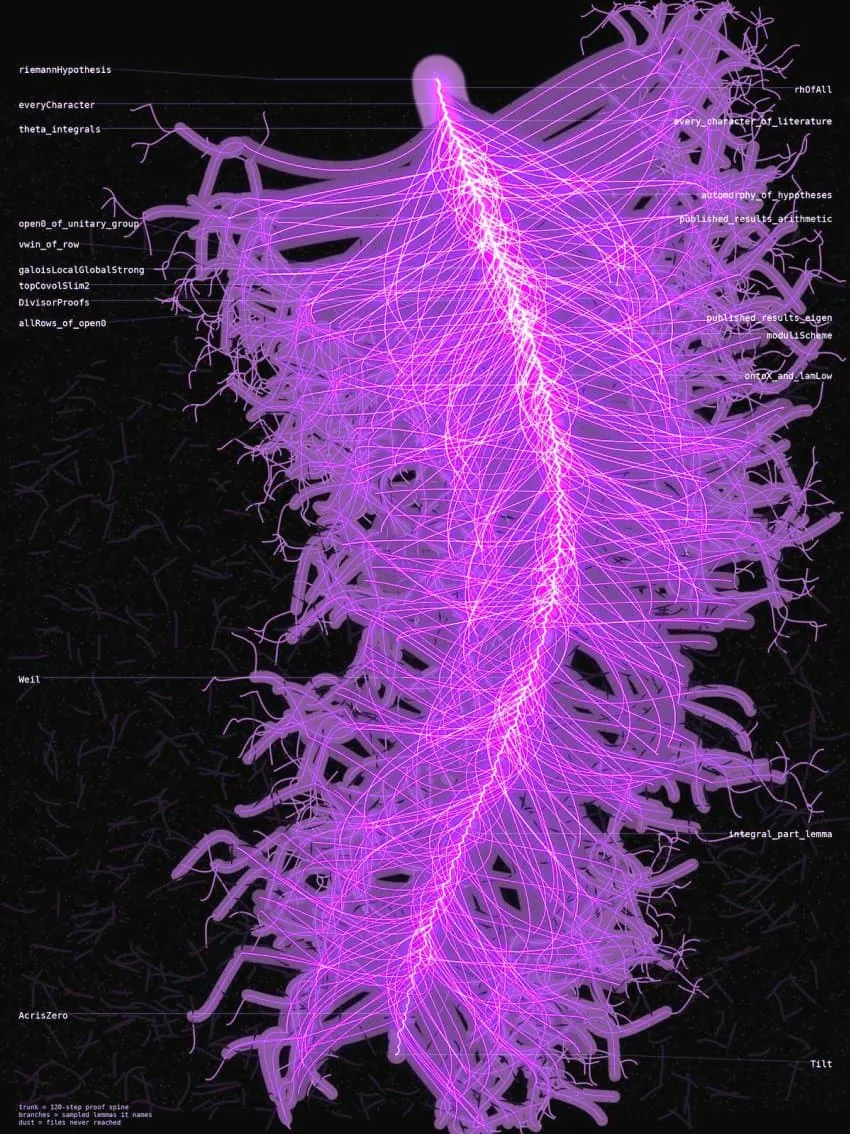 riemannHypothesis
rhOfAll
everyCharacter
every_character_of_literature
theta_integrals
automorphy_of_hypotheses
published_results_arithmetic
open0_of_unitary_group
vwin_of_row
galoisLocalGlobalStrong
topCovolSlim2
DivisorProofs
published_results_eigen
allRows_of_open0
moduliScheme
ontoX_and_lamLow
Weil
integral_part_lemma
AcrisZero
Tilt
trunk = 120-step proof spine
branches = sampled lemmas it names
dust = files never reached